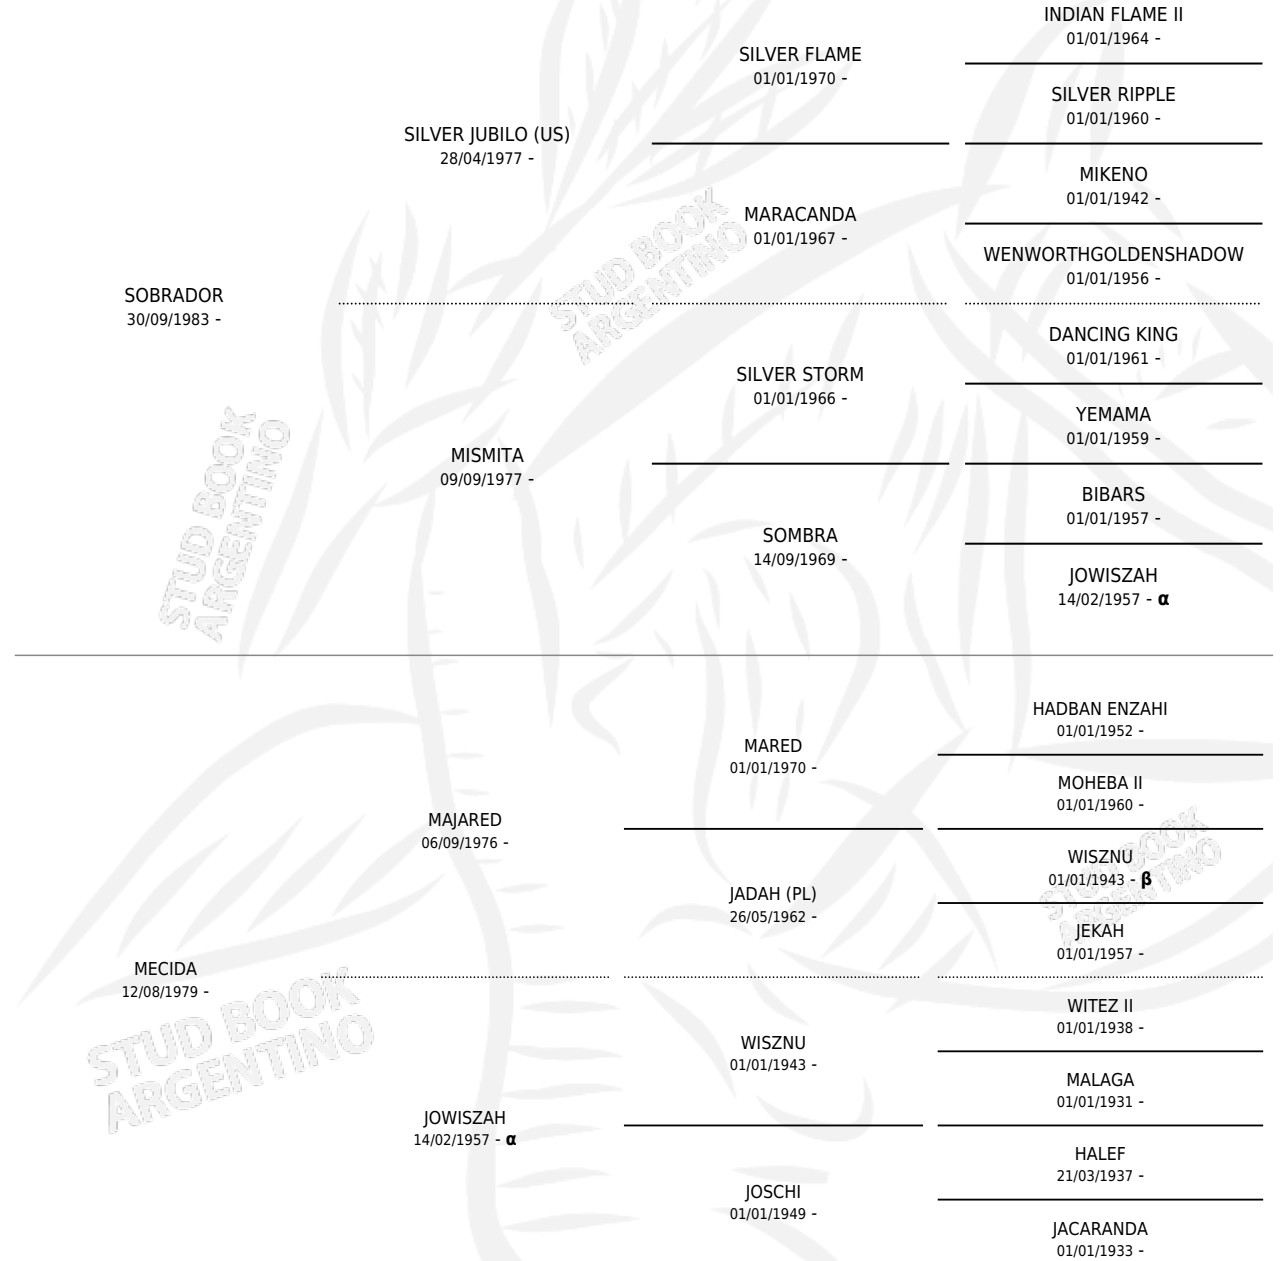 INDIAN FLAME II
01/01/1964 -
SILVER FLAME
01/01/1970 -
SILVER RIPPLE
01/01/1960 -
SILVER JUBILO (US)
28/04/1977 -
MIKENO
01/01/1942 -
MARACANDA
01/01/1967 -
WENWORTHGOLDENSHADOW
01/01/1956 -
SOBRADOR
30/09/1983 -
STUD BOOK
ARGENTINO
DANCING KING
01/01/1961 -
SILVER STORM
01/01/1966 -
YEMAMA
01/01/1959 -
MISMITA
09/09/1977 -
STUD BOOK
ARGENTINO
BIBARS
01/01/1957 -
SOMBRA
14/09/1969 -
JOWISZAH
14/02/1957 - α
HADBAN ENZAHI
01/01/1952 -
MARED
01/01/1970 -
MOHEBA II
01/01/1960 -
MAJARED
06/09/1976 -
WISZNU
01/01/1943 - β
STUD BOOK
ARGENTINO
JADAH (PL)
26/05/1962 -
JEKAH
01/01/1957 -
MECIDA
12/08/1979 -
STUD BOOK
ARGENTINO
WITEZ II
01/01/1938 -
WISZNU
01/01/1943 -
MALAGA
01/01/1931 -
JOWISZAH
14/02/1957 - α
HALEF
21/03/1937 -
JOSCHI
01/01/1949 -
JACARANDA
01/01/1933 -